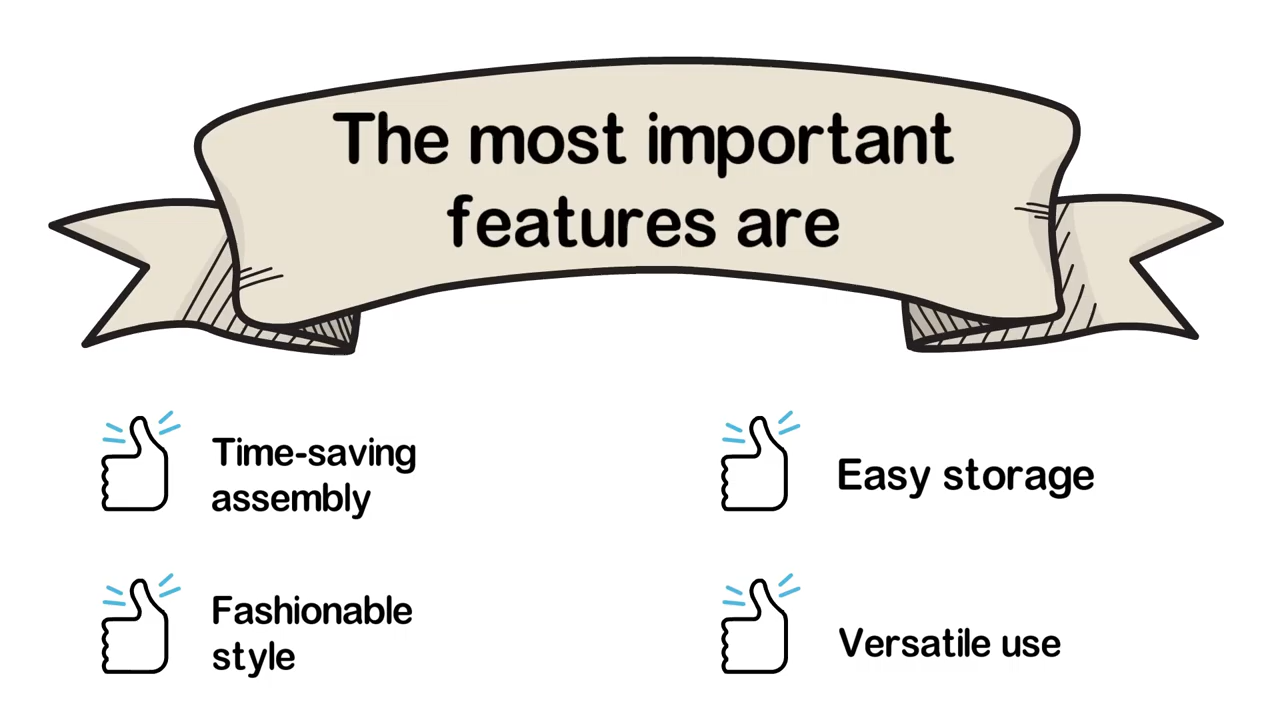 The most important
features are
Time-saving
assembly
Easy storage
Fashionable
style
Versatile use